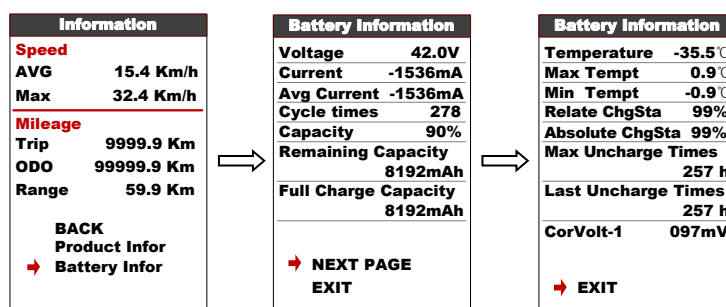 Information
Speed
AVG 15.4 Km/h
Max 32.4 Km/h
Mileage
Trip 9999.9 Km
ODO 99999.9 Km
Range 59.9 Km
BACK
Product Infor
Battery Infor
Battery Information
Voltage 42.0V
Current -1536mA
Avg Current -1536mA
Cycle times 278
Capacity 90%
Remaining Capacity
8192mAh
Full Charge Capacity
8192mAh
NEXT PAGE
EXIT
Battery Information
Temperature -35.5℃
Max Tempt 0.9℃
Min Tempt -0.9℃
Relate ChgSta 99%
Absolute ChgSta 99%
Max Uncharge Times
257 h
Last Uncharge Times
257 h
CorVolt-1 097mV
EXIT